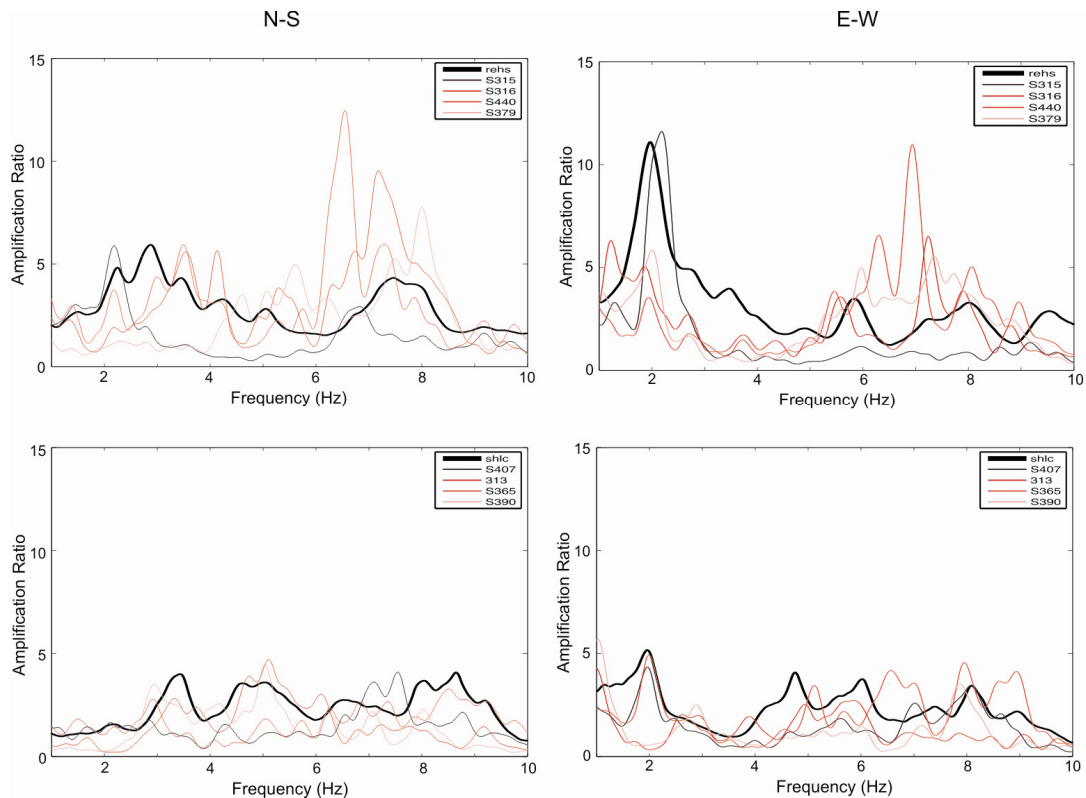 N-S
E-W
15
10
5
0
Amplification Ratio
2
4
6
8
10
Frequency (Hz)
rehs
S315
S316
S440
S379
15
10
5
0
Amplification Ratio
2
4
6
8
10
Frequency (Hz)
rehs
S315
S316
S440
S379
15
10
5
0
Amplification Ratio
2
4
6
8
10
Frequency (Hz)
shlc
S407
313
S365
S390
15
10
5
0
Amplification Ratio
2
4
6
8
10
Frequency (Hz)
shlc
S407
313
S365
S390